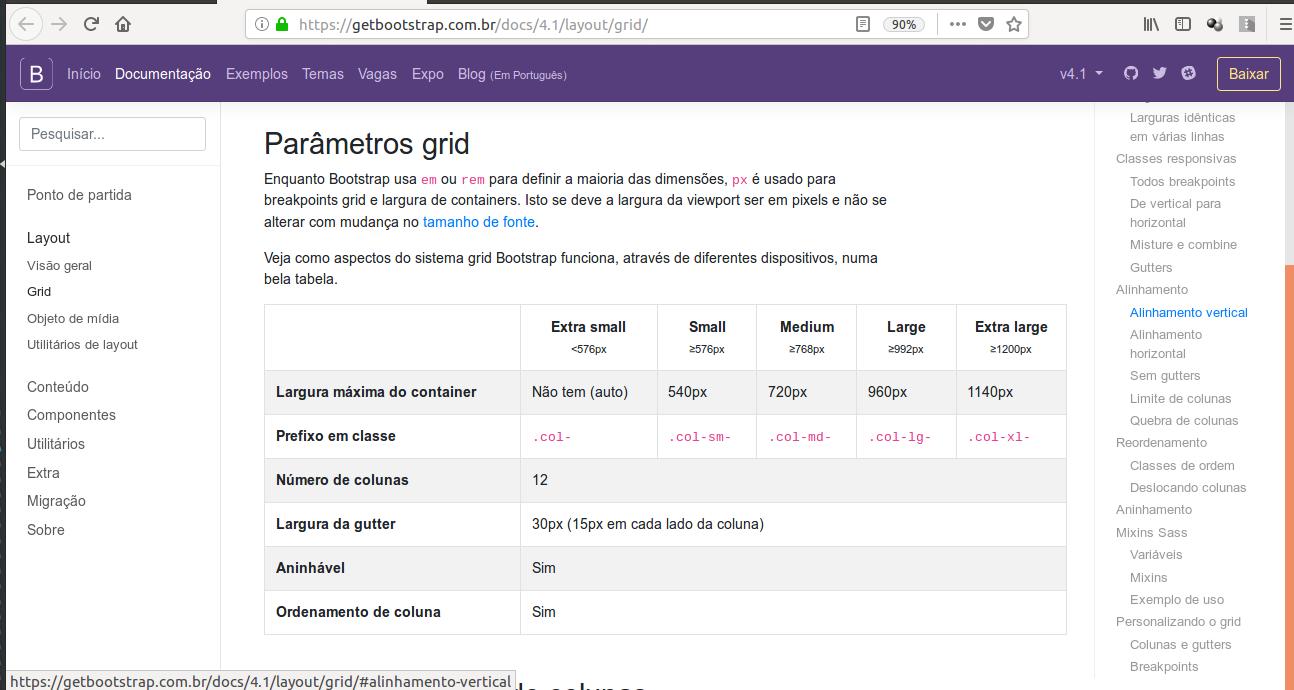 https://getbootstrap.com.br/docs/4.1/layout/grid/
90%
B
Início
Documentação
Exemplos
Temas
Vagas
Expo
Blog (Em Português)
v4.1
Baixar
Pesquisar...
Ponto de partida
Layout
Visão geral
Grid
Objeto de mídia
Utilitários de layout
Conteúdo
Componentes
Utilitários
Extra
Migração
Sobre
Parâmetros grid
Enquanto Bootstrap usa em ou rem para definir a maioria das dimensões, px é usado para
breakpoints grid e largura de containers. Isto se deve a largura da viewport ser em pixels e não se
alterar com mudança no tamanho de fonte.
Veja como aspectos do sistema grid Bootstrap funciona, através de diferentes dispositivos, numa
bela tabela.
Extra small Small Medium Large Extra large
<576px ≥576px ≥768px ≥992px ≥1200px
Largura máxima do container Não tem (auto) 540px 720px 960px 1140px
Prefixo em classe .col- .col-sm- .col-md- .col-lg- .col-xl-
Número de colunas 12
Largura da gutter 30px (15px em cada lado da coluna)
Aninhável Sim
Ordenamento de coluna Sim
Larguras idênticas
em várias linhas
Classes responsivas
Todos breakpoints
De vertical para
horizontal
Misture e combine
Gutters
Alinhamento
Alinhamento vertical
Alinhamento
horizontal
Sem gutters
Limite de colunas
Quebra de colunas
Reordenamento
Classes de ordem
Deslocando colunas
Aninhamento
Mixins Sass
Variáveis
Mixins
Exemplo de uso
Personalizando o grid
Colunas e gutters
Breakpoints
https://getbootstrap.com.br/docs/4.1/layout/grid/#alinhamento-vertical